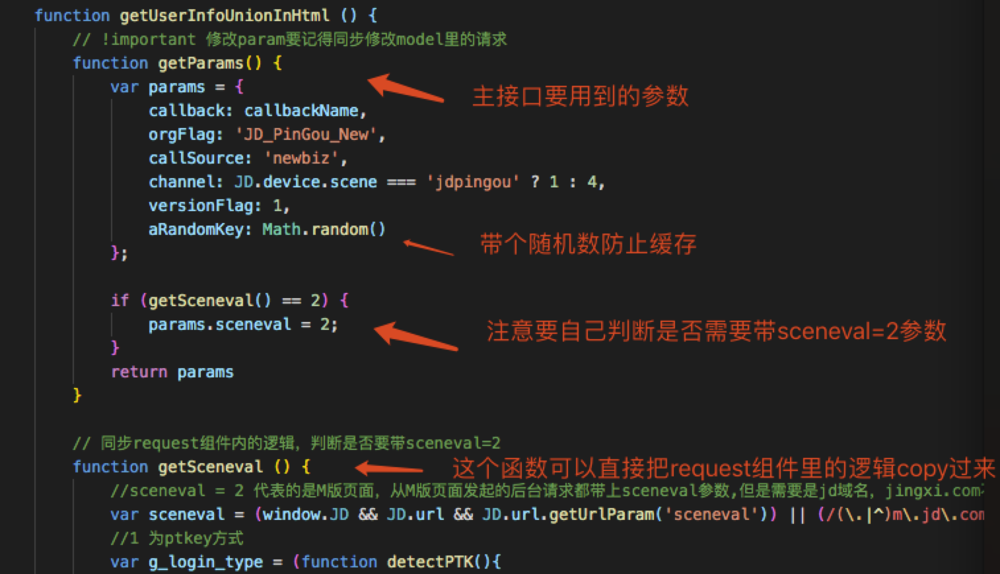 function getUserInfoUnionInHtml () {
// !important 修改param要记得同步修改model里的请求
function getParams() {
var params = {
主接口要用到的参数
callback: callbackName,
orgFlag: 'JD_PinGou_New',
callSource: 'newbiz',
channel: JD.device.scene === 'jdpingou' ? 1 : 4,
versionFlag: 1,
aRandomKey: Math.random()
带个随机数防止缓存
};
if (getSceneval() == 2) {
params.sceneval = 2;
注意要自己判断是否需要带sceneval=2参数
}
return params
}
// 同步request组件内的逻辑，判断是否要带sceneval=2
function getSceneval () {
这个函数可以直接把request组件里的逻辑copy过来
//sceneval = 2 代表的是M版页面，从M版页面发起的后台请求都带上sceneval参数,但是需要是jd域名，jingxi.com
var sceneval = (window.JD && JD.url && JD.url.getUrlParam('sceneval')) || (/(\.|^)m\.jd\.com
//1 为ptkey方式
var g_login_type = (function detectPTK(){